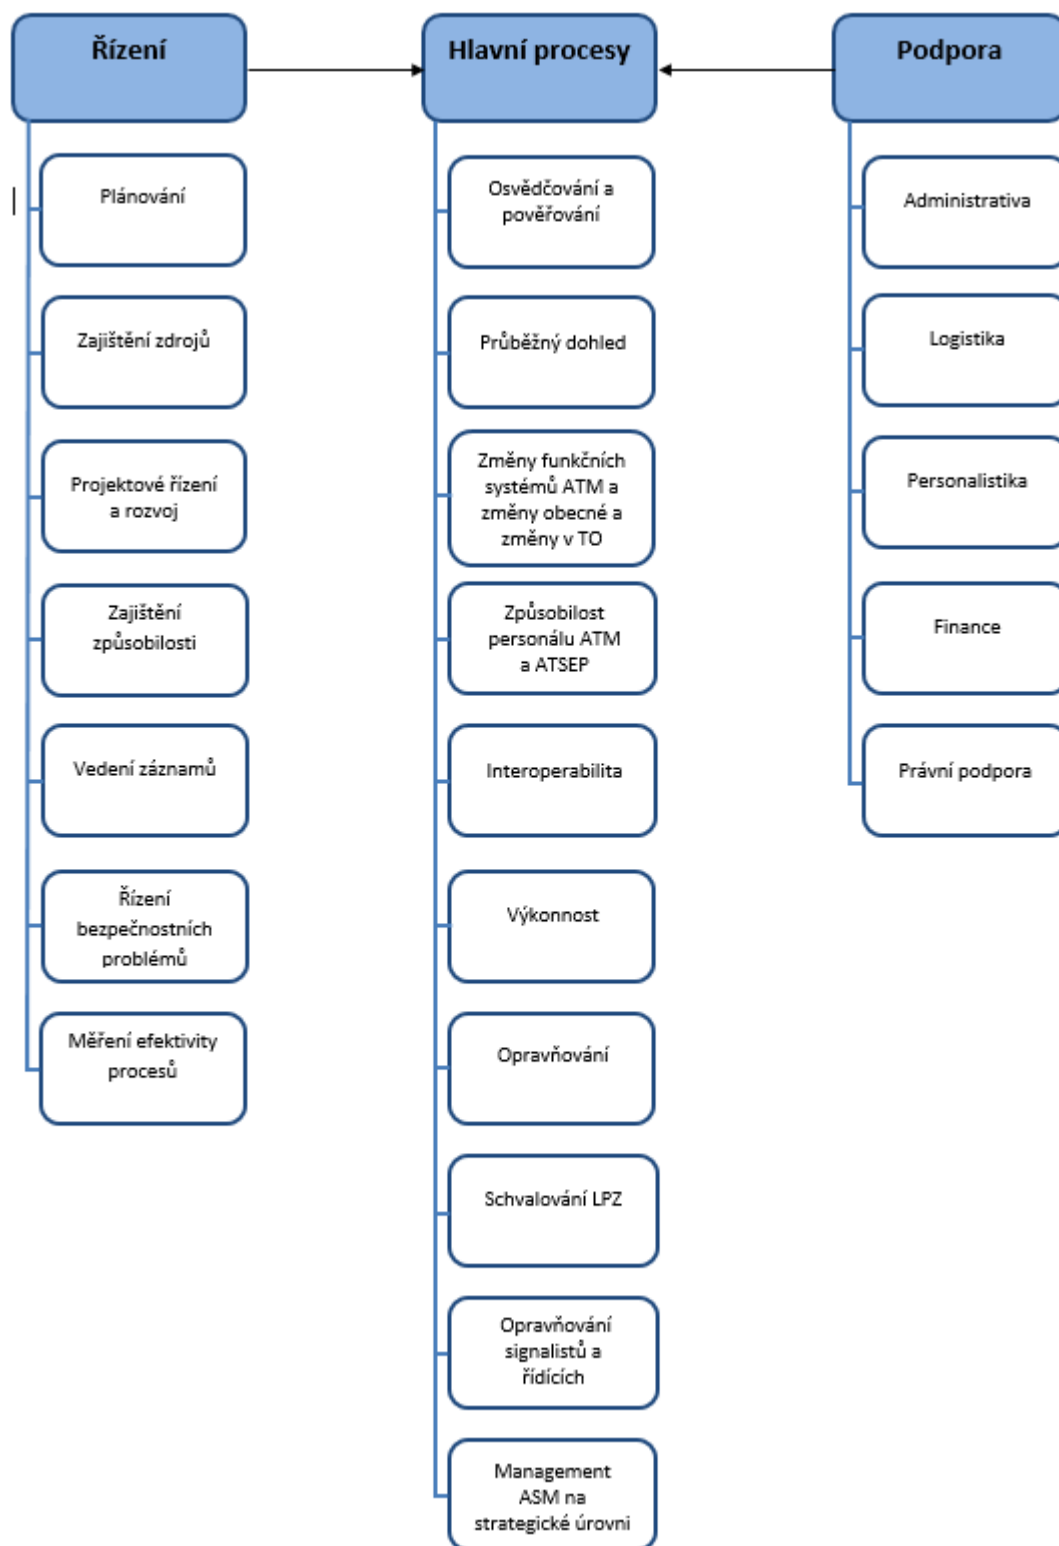 Řízení
Plánování
Zajištění zdrojů
Projektové řízení
a rozvoj
Zajištění
způsobilosti
Vedení záznamů
Řízení
bezpečnostních
problémů
Měření efektivity
procesů
Hlavní procesy
Osvědčování a
pověřování
Průběžný dohled
Změny funkčních
systémů ATM a
změny obecné a
změny v TO
Způsobilost
personálu ATM
a ATSEP
Interoperabilita
Výkonnost
Opravňování
Schvalování LPZ
Opravňování
signalistů a
řídících
Management
ASM na
strategické úrovni
Podpora
Administrativa
Logistika
Personalistika
Finance
Právní podpora